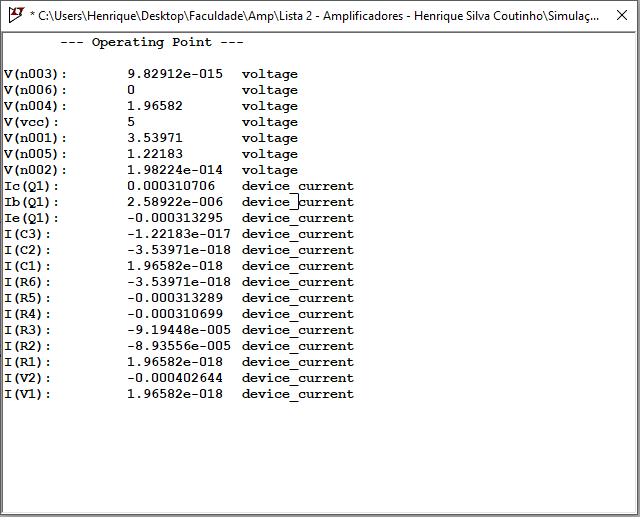 * C:\Users\Henrique\Desktop\Faculdade\Amp\Lista 2 - Amplificadores - Henrique Silva Coutinho\Simulaç...
--- Operating Point ---
V(n003): 9.82912e-015 voltage
V(n006): 0 voltage
V(n004): 1.96582 voltage
V(vcc): 5 voltage
V(n001): 3.53971 voltage
V(n005): 1.22183 voltage
V(n002): 1.98224e-014 voltage
Ic(Q1): 0.000310706 device_current
Ib(Q1): 2.58922e-006 device_current
Ie(Q1): -0.000313295 device_current
I(C3): -1.22183e-017 device_current
I(C2): -3.53971e-018 device_current
I(C1): 1.96582e-018 device_current
I(R6): -3.53971e-018 device_current
I(R5): -0.000313289 device_current
I(R4): -0.000310699 device_current
I(R3): -9.19448e-005 device_current
I(R2): -8.93556e-005 device_current
I(R1): 1.96582e-018 device_current
I(V2): -0.000402644 device_current
I(V1): 1.96582e-018 device_current